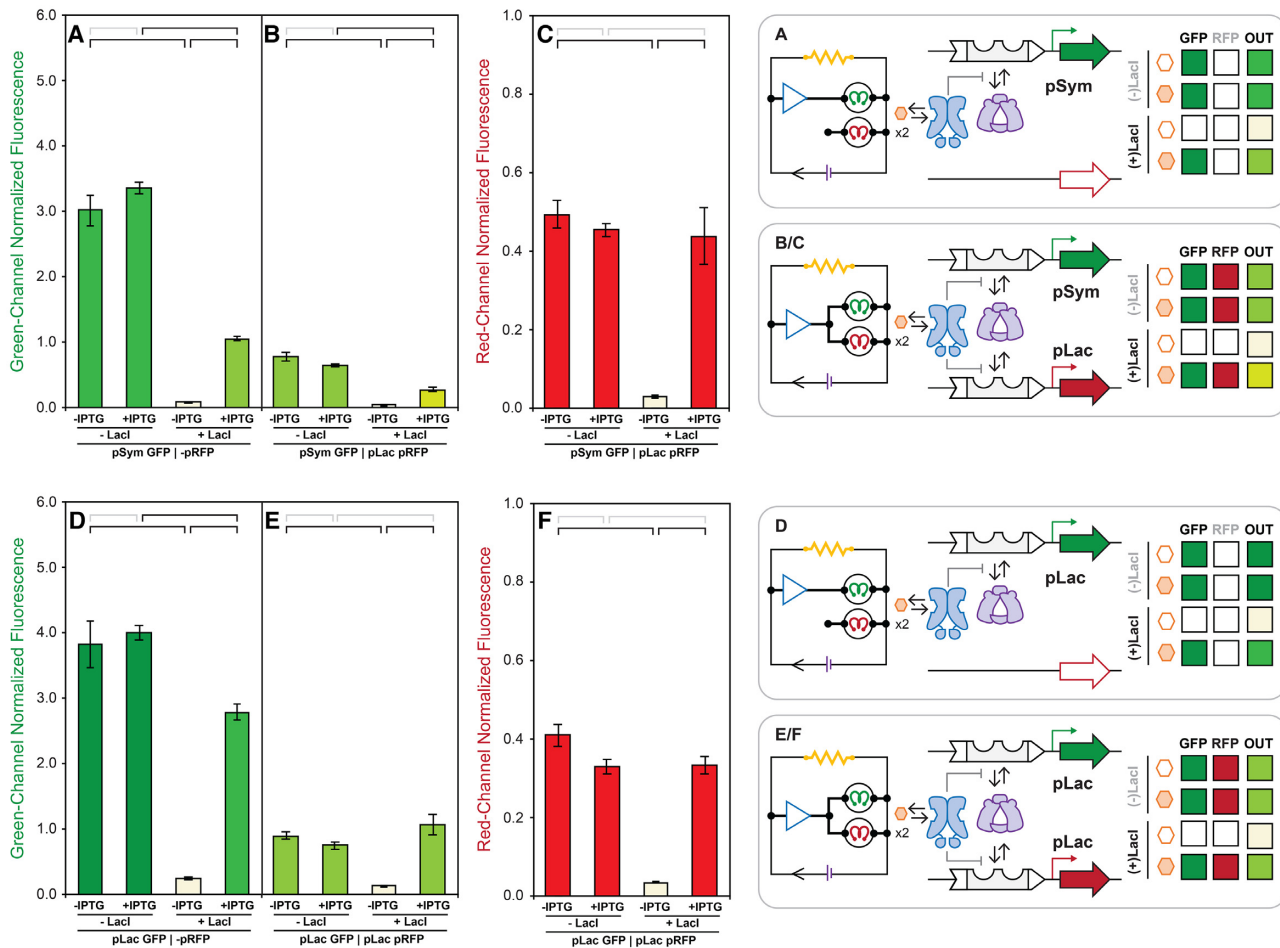 A
B
Green-Channel Normalized Fluorescence
6.0
5.0
4.0
3.0
2.0
1.0
0.0
-IPTG +IPTG -IPTG +IPTG -IPTG +IPTG -IPTG +IPTG
- LacI + LacI - LacI + LacI
pSym GFP | -pRFP pSym GFP | pLac pRFP
C
Red-Channel Normalized Fluorescence
1.0
0.8
0.6
0.4
0.2
0.0
-IPTG +IPTG -IPTG +IPTG
- LacI + LacI
pSym GFP | pLac pRFP
A
x2
pSym
GFP RFP OUT
(-)LacI
(+)LacI
B/C
x2
pSym
pLac
GFP RFP OUT
(-)LacI
(+)LacI
D
E
Green-Channel Normalized Fluorescence
6.0
5.0
4.0
3.0
2.0
1.0
0.0
-IPTG +IPTG -IPTG +IPTG -IPTG +IPTG -IPTG +IPTG
- LacI + LacI - LacI + LacI
pLac GFP | -pRFP pLac GFP | pLac pRFP
F
Red-Channel Normalized Fluorescence
1.0
0.8
0.6
0.4
0.2
0.0
-IPTG +IPTG -IPTG +IPTG
- LacI + LacI
pLac GFP | pLac pRFP
D
x2
pLac
GFP RFP OUT
(-)LacI
(+)LacI
E/F
x2
pLac
pLac
GFP RFP OUT
(-)LacI
(+)LacI